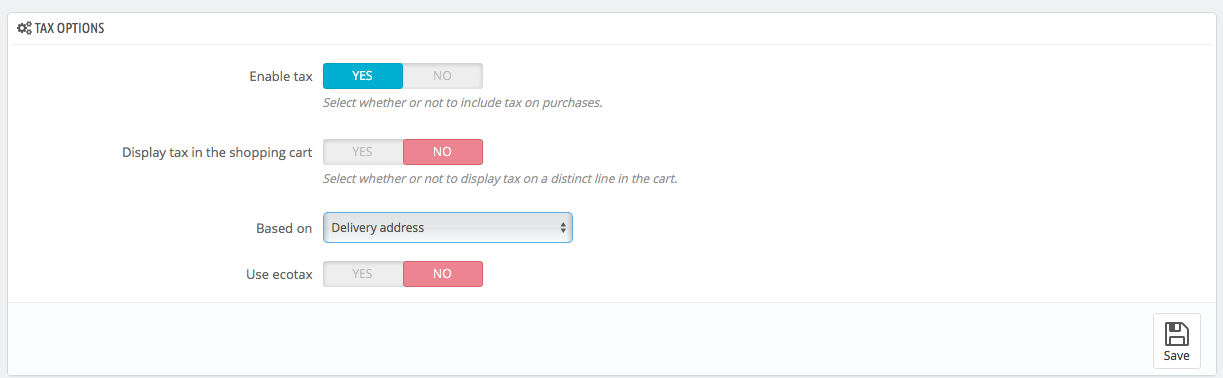 TAX OPTIONS
Enable tax YES NO
Select whether or not to include tax on purchases.
Display tax in the shopping cart YES NO
Select whether or not to display tax on a distinct line in the cart.
Based on Delivery address
Use ecotax YES NO
Save